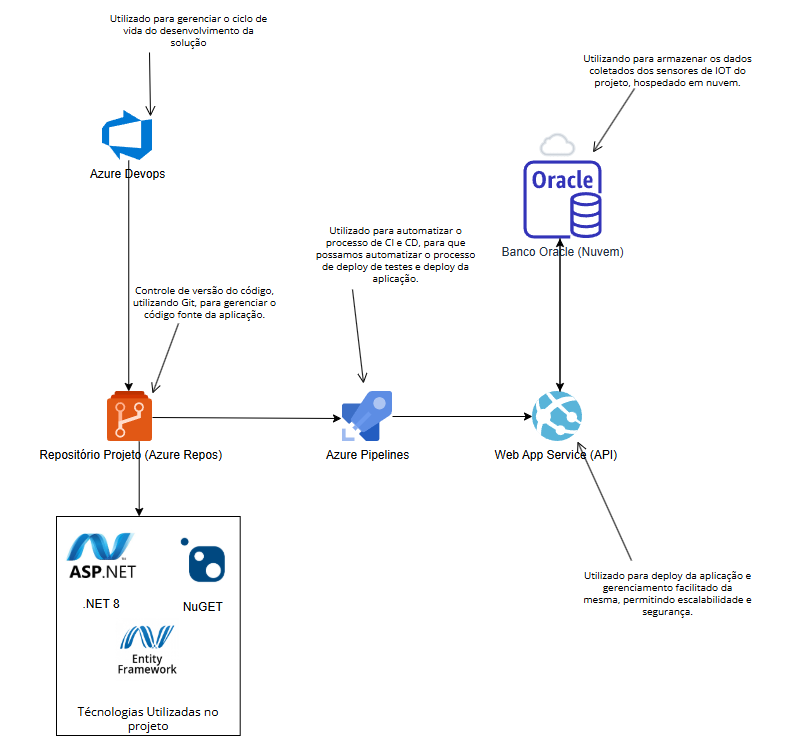 Utilizado para gerenciar o ciclo de
vida do desenvolvimento da
solução
Utilizando para armazenar os dados
coletados dos sensores de IOT do
projeto, hospedado em nuvem.
Azure Devops
Oracle
Banco Oracle (Nuvem)
Utilizado para automatizar o
processo de CI e CD, para que
possamos automatizar o processo
de deploy de testes e deploy da
aplicação.
Controle de versão do código,
utilizando Git, para gerenciar o
código fonte da aplicação.
Repositório Projeto (Azure Repos)
Azure Pipelines
Web App Service (API)
ASP.NET
.NET 8
NuGET
Entity
Framework
Técnologias Utilizadas no
projeto
Utilizado para deploy da aplicação e
gerenciamento facilitado da
mesma, permitindo escalabilidade e
segurança.